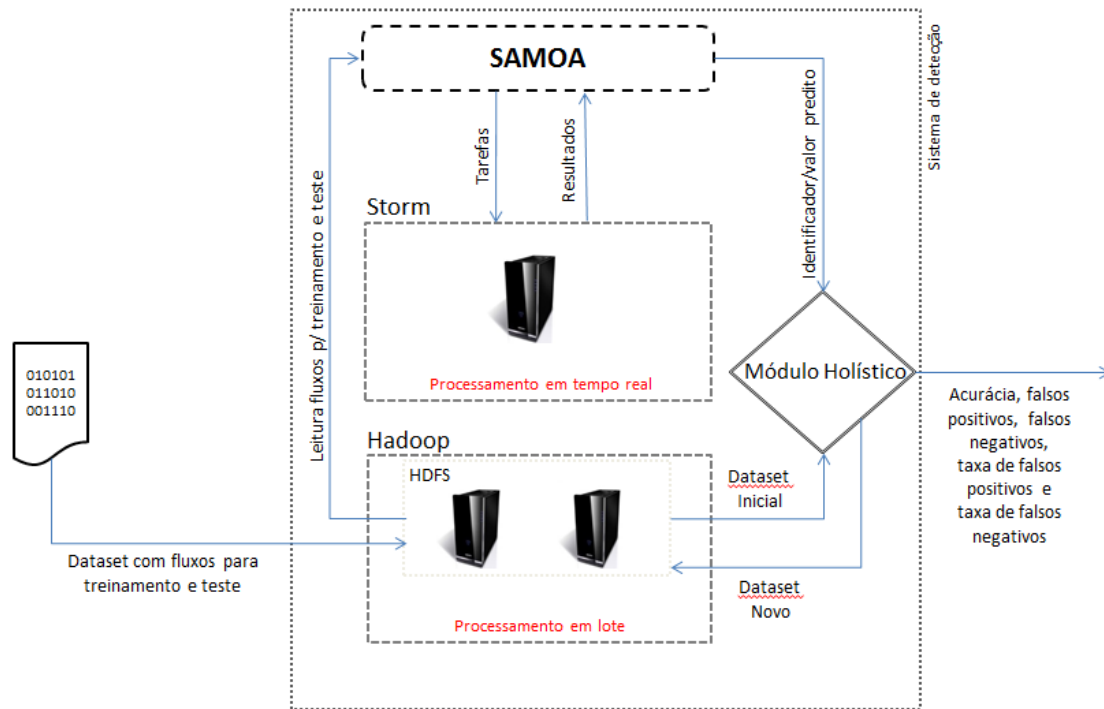 SAMOA
Sistema de detecção
Leitura fluxos p/ treinamento e teste
Tarefas
Resultados
Identificador/valor predito
Storm
Processamento em tempo real
010101
011010
001110
Módulo Holístico
Acurácia, falsos
positivos, falsos
negativos,
taxa de falsos
positivos e
taxa de falsos
negativos
Hadoop
HDFS
Dataset
Inicial
Dataset com fluxos para
treinamento e teste
Dataset
Novo
Processamento em lote